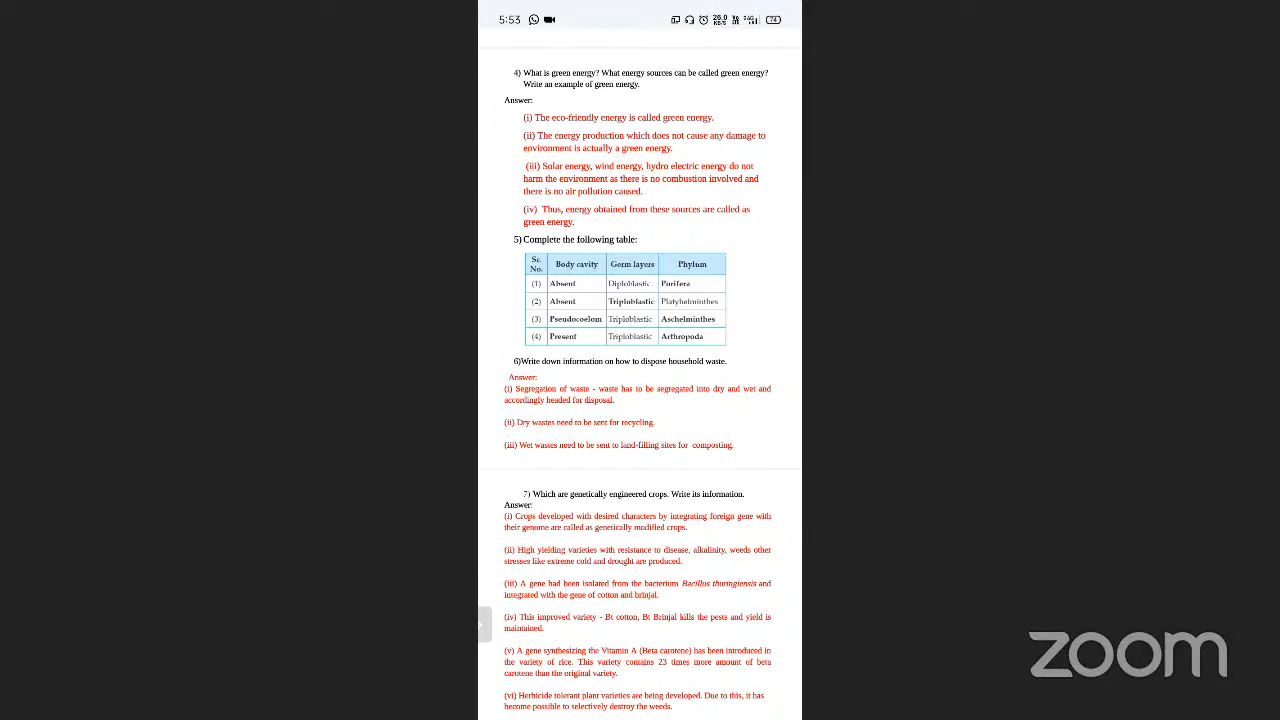 5:53
26.0 KB/S
Vo LTE
74
4) What is green energy? What energy sources can be called green energy?
Write an example of green energy.
Answer:
(i) The eco-friendly energy is called green energy.
(ii) The energy production which does not cause any damage to
environment is actually a green energy.
(iii) Solar energy, wind energy, hydro electric energy do not
harm the environment as there is no combustion involved and
there is no air pollution caused.
(iv) Thus, energy obtained from these sources are called as
green energy.
5) Complete the following table:
Sr. No. Body cavity Germ layers Phylum
(1) Absent Diploblastic Porifera
(2) Absent Triploblastic Platyhelminthes
(3) Pseudocoelom Triploblastic Aschelminthes
(4) Present Triploblastic Arthropoda
6)Write down information on how to dispose household waste.
Answer:
(i) Segregation of waste - waste has to be segregated into dry and wet and
accordingly headed for disposal.
(ii) Dry wastes need to be sent for recycling.
(iii) Wet wastes need to be sent to land-filling sites for composting.
7) Which are genetically engineered crops. Write its information.
Answer:
(i) Crops developed with desired characters by integrating foreign gene with
their genome are called as genetically modified crops.
(ii) High yielding varieties with resistance to disease, alkalinity, weeds other
stresses like extreme cold and drought are produced.
(iii) A gene had been isolated from the bacterium Bacillus thuringiensis and
integrated with the gene of cotton and brinjal.
(iv) This improved variety - Bt cotton, Bt Brinjal kills the pests and yield is
maintained.
(v) A gene synthesizing the Vitamin A (Beta carotene) has been introduced in
the variety of rice. This variety contains 23 times more amount of beta
carotene than the original variety.
(vi) Herbicide tolerant plant varieties are being developed. Due to this, it has
become possible to selectively destroy the weeds.
zoom